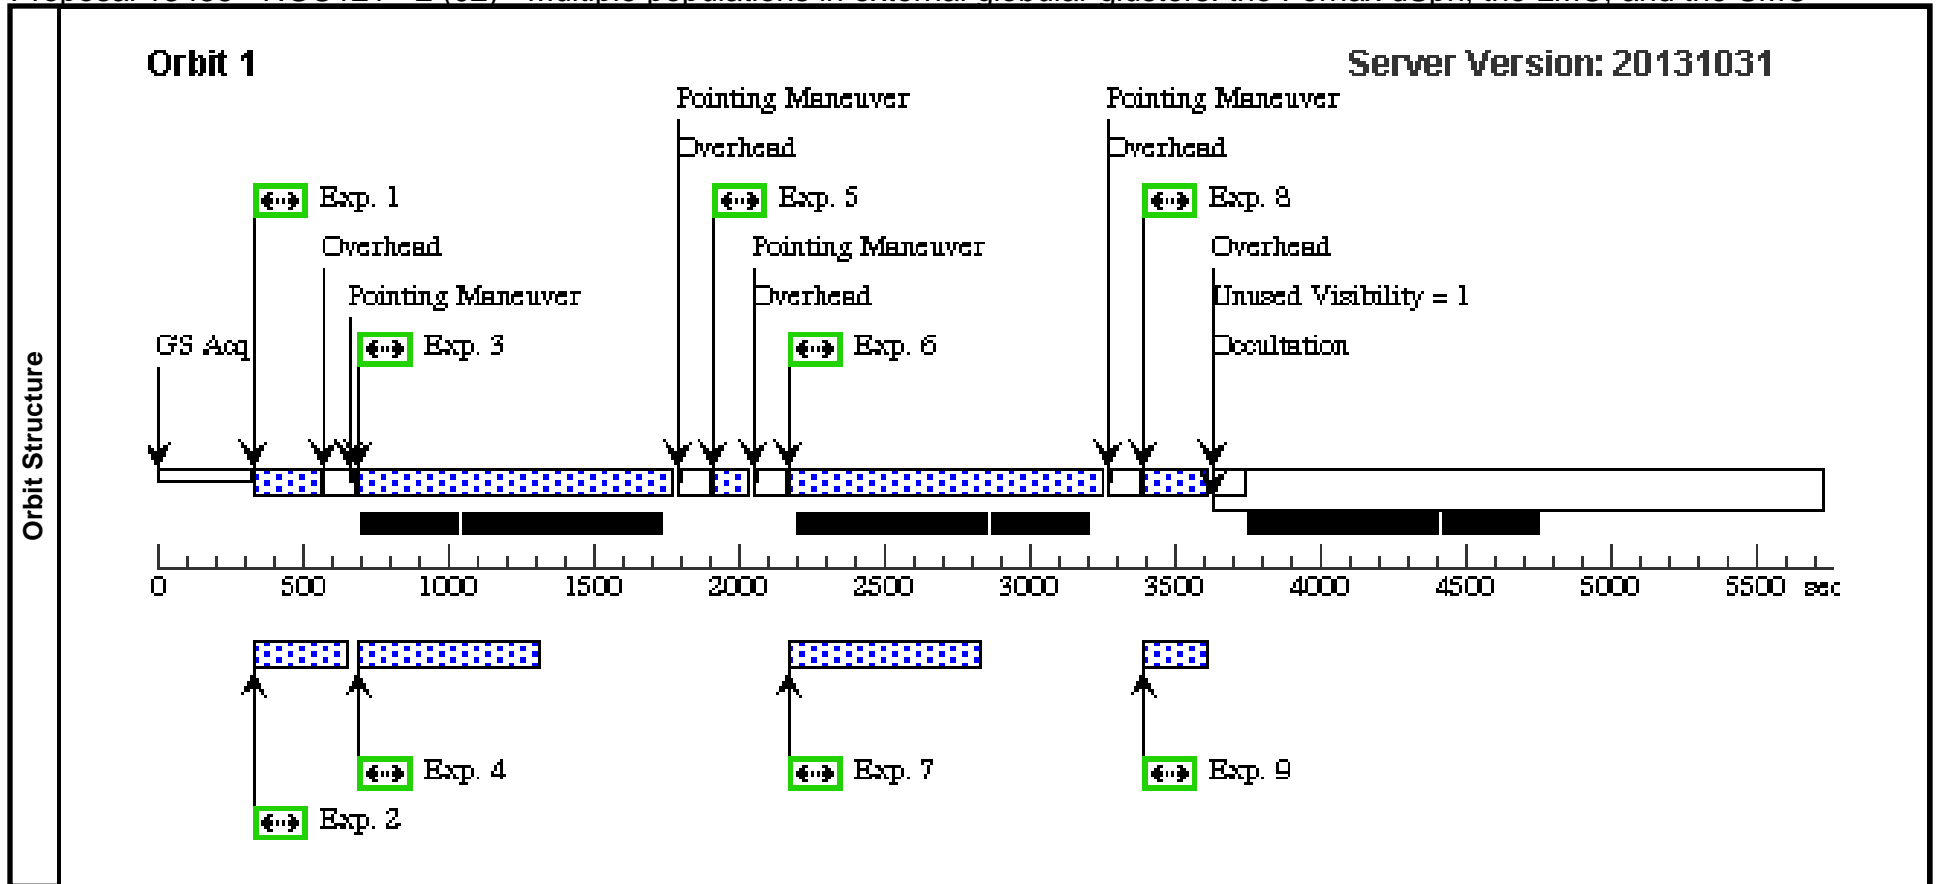 Orbit Structure
Orbit 1
Server Version: 20131031
Pointing Maneuver
Pointing Maneuver
Overhead
Overhead
Exp. 1
Exp. 5
Exp. 8
Overhead
Pointing Maneuver
Overhead
Pointing Maneuver
Overhead
Unused Visibility = 1
GS Acq
Exp. 3
Exp. 6
Occultation
0 500 1000 1500 2000 2500 3000 3500 4000 4500 5000 5500 sec
Exp. 4
Exp. 7
Exp. 9
Exp. 2